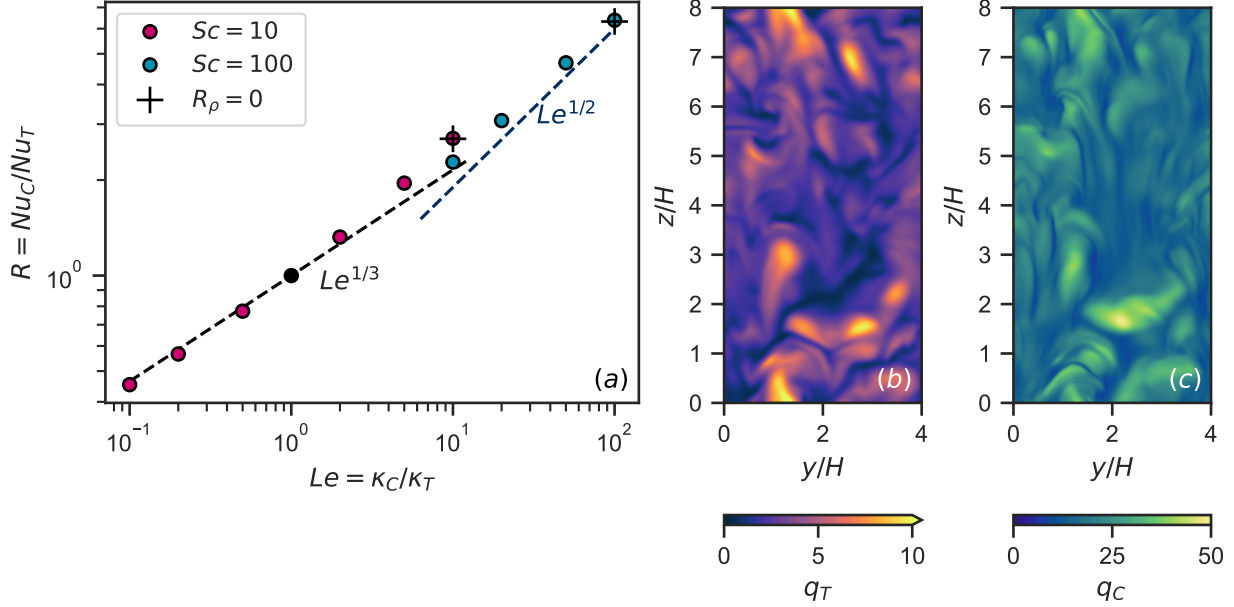 Sc = 10
Sc = 100
R_ρ = 0
R = Nu_C/Nu_T
10^0
Le^{1/3}
Le^{1/2}
(a)
10^{-1} 10^0 10^1 10^2
Le = κ_C/κ_T
z/H
8
7
6
5
4
3
2
1
0
(b)
0 2 4
y/H
0 5 10
q_T
z/H
8
7
6
5
4
3
2
1
0
(c)
0 2 4
y/H
0 25 50
q_C